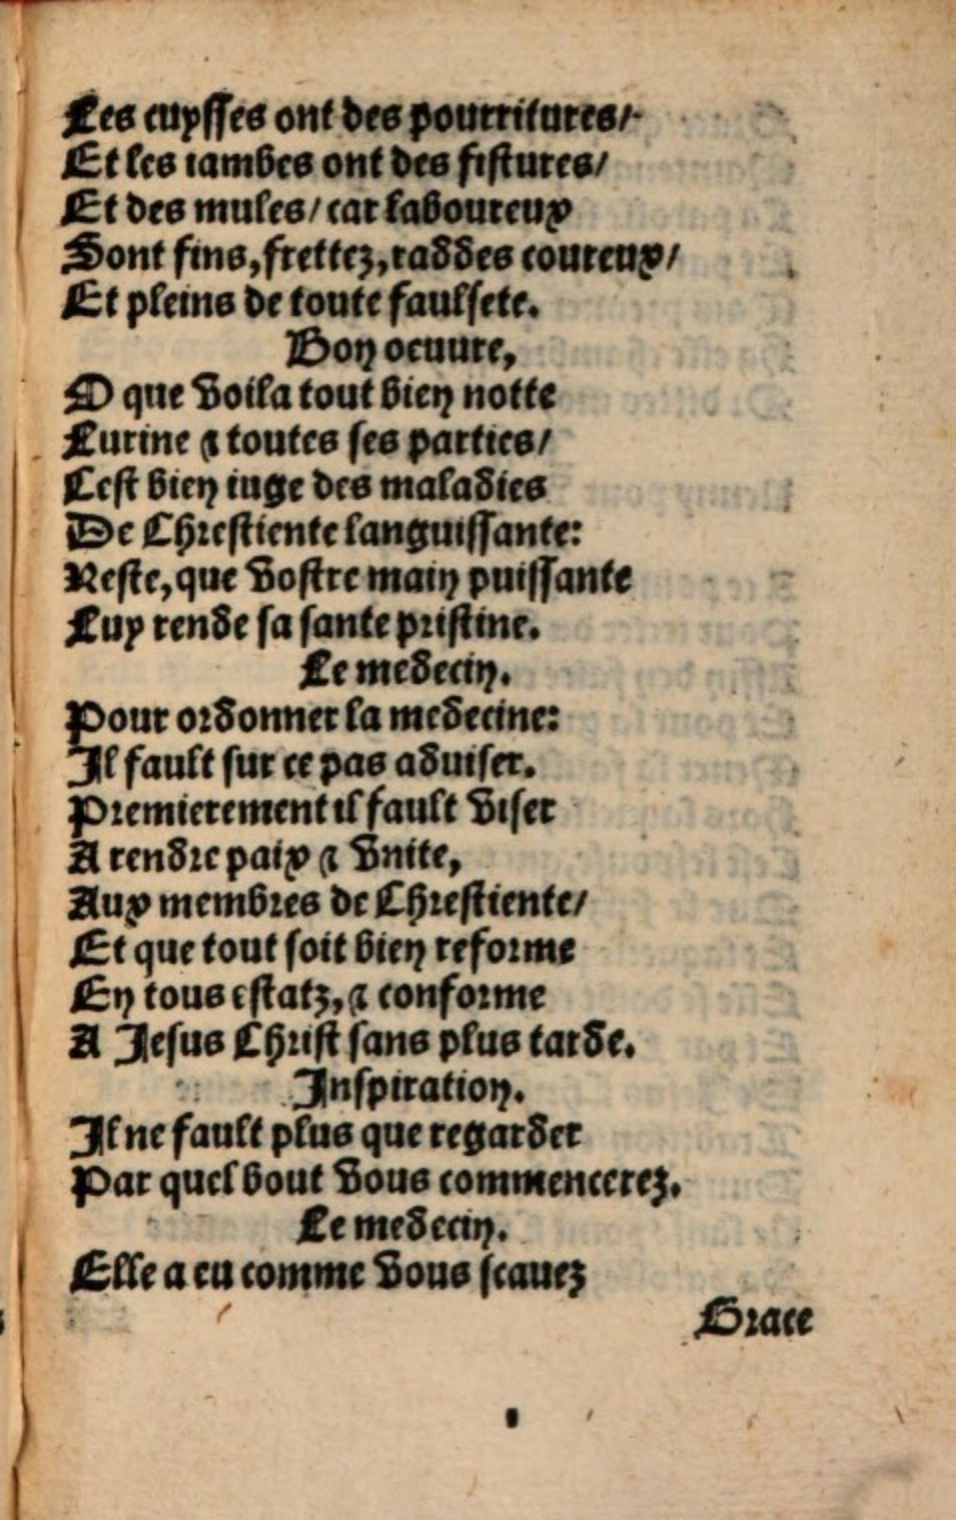 Les cuysses ont des pourritures/
Et les iambes ont des fistures/
Et des mules/ car laboureux
Sont fins, frettez, raddes coureux/
Et pleins de toute faulsete.
Bon oeuure,
O que voila tout bien notte
Lurine & toutes ses parties/
Cest bien iuge des maladies
De Chrestiente languissante:
Reste, que vostre main puissante
Luy rende sa sante pristine.
Le medecin.
Pour ordonner la medecine:
Il fault sur ce pas aduiser.
Premierement il fault viser
A rendre paix & vnite,
Aux membres de Chrestiente/
Et que tout soit bien reforme
En tous estatz, & conforme
A Jesus Christ sans plus tarde.
Inspiration.
Il ne fault plus que regarder
Par quel bout vous commencerez.
Le medecin.
Elle a eu comme vous scauez
Grace